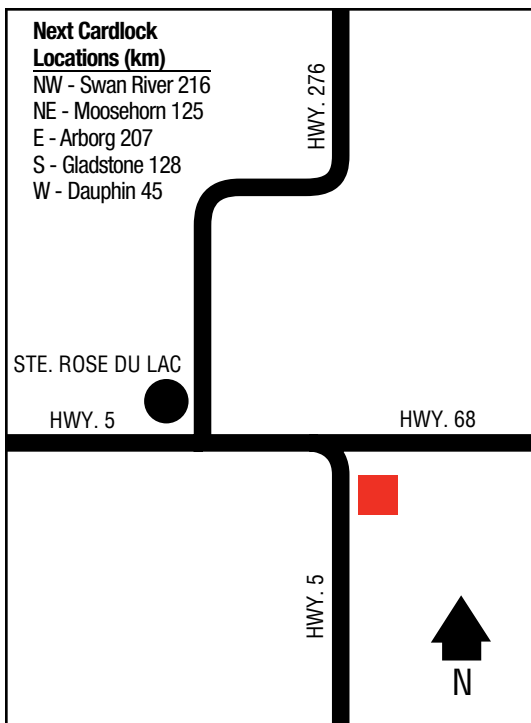 Next Cardlock
Locations (km)
NW - Swan River 216
NE - Moosehorn 125
E - Arborg 207
S - Gladstone 128
W - Dauphin 45
HWY. 276
STE. ROSE DU LAC
HWY. 5
HWY. 68
HWY. 5
N